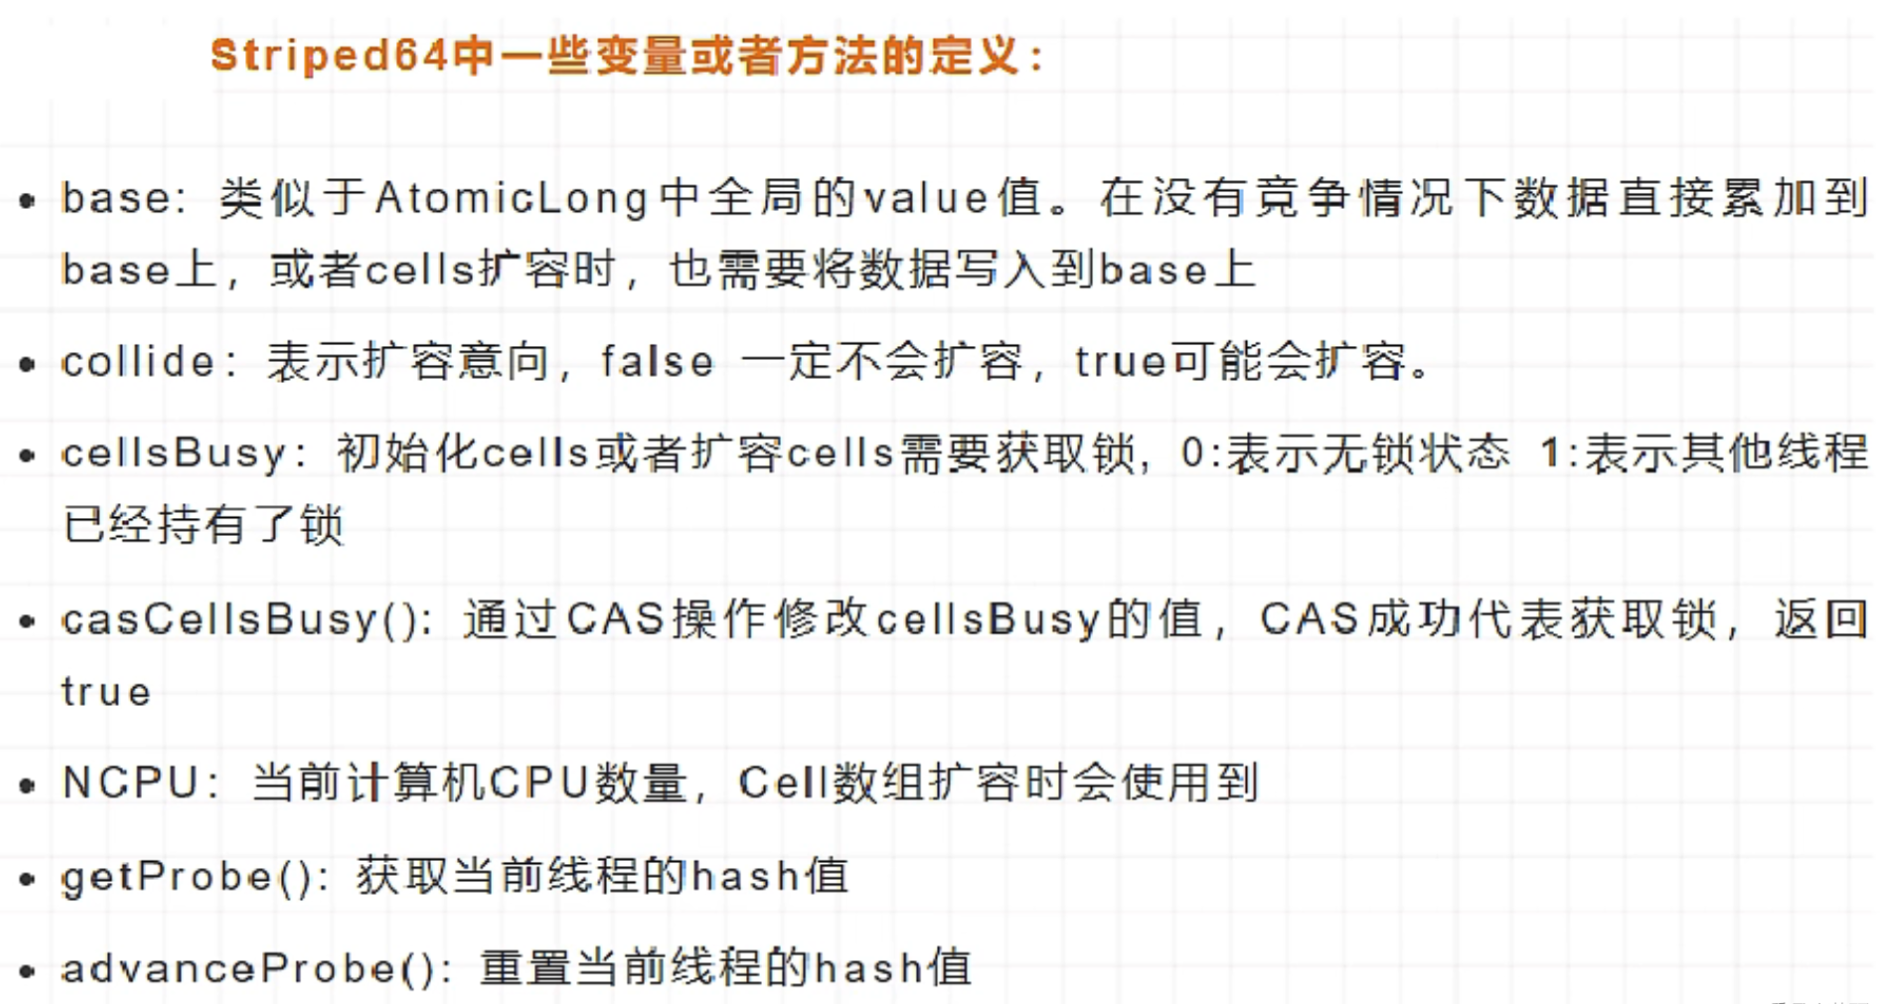 Striped64中一些变量或者方法的定义：
base: 类似于AtomicLong中全局的value值。在没有竞争情况下数据直接累加到
base上，或者cells扩容时，也需要将数据写入到base上
collide：表示扩容意向，false 一定不会扩容，true可能会扩容。
cellsBusy：初始化cells或者扩容cells需要获取锁，0:表示无锁状态 1:表示其他线程
已经持有了锁
casCellsBusy(): 通过CAS操作修改cellsBusy的值，CAS成功代表获取锁，返回
true
NCPU：当前计算机CPU数量，Cell数组扩容时会使用到
getProbe(): 获取当前线程的hash值
advanceProbe(): 重置当前线程的hash值